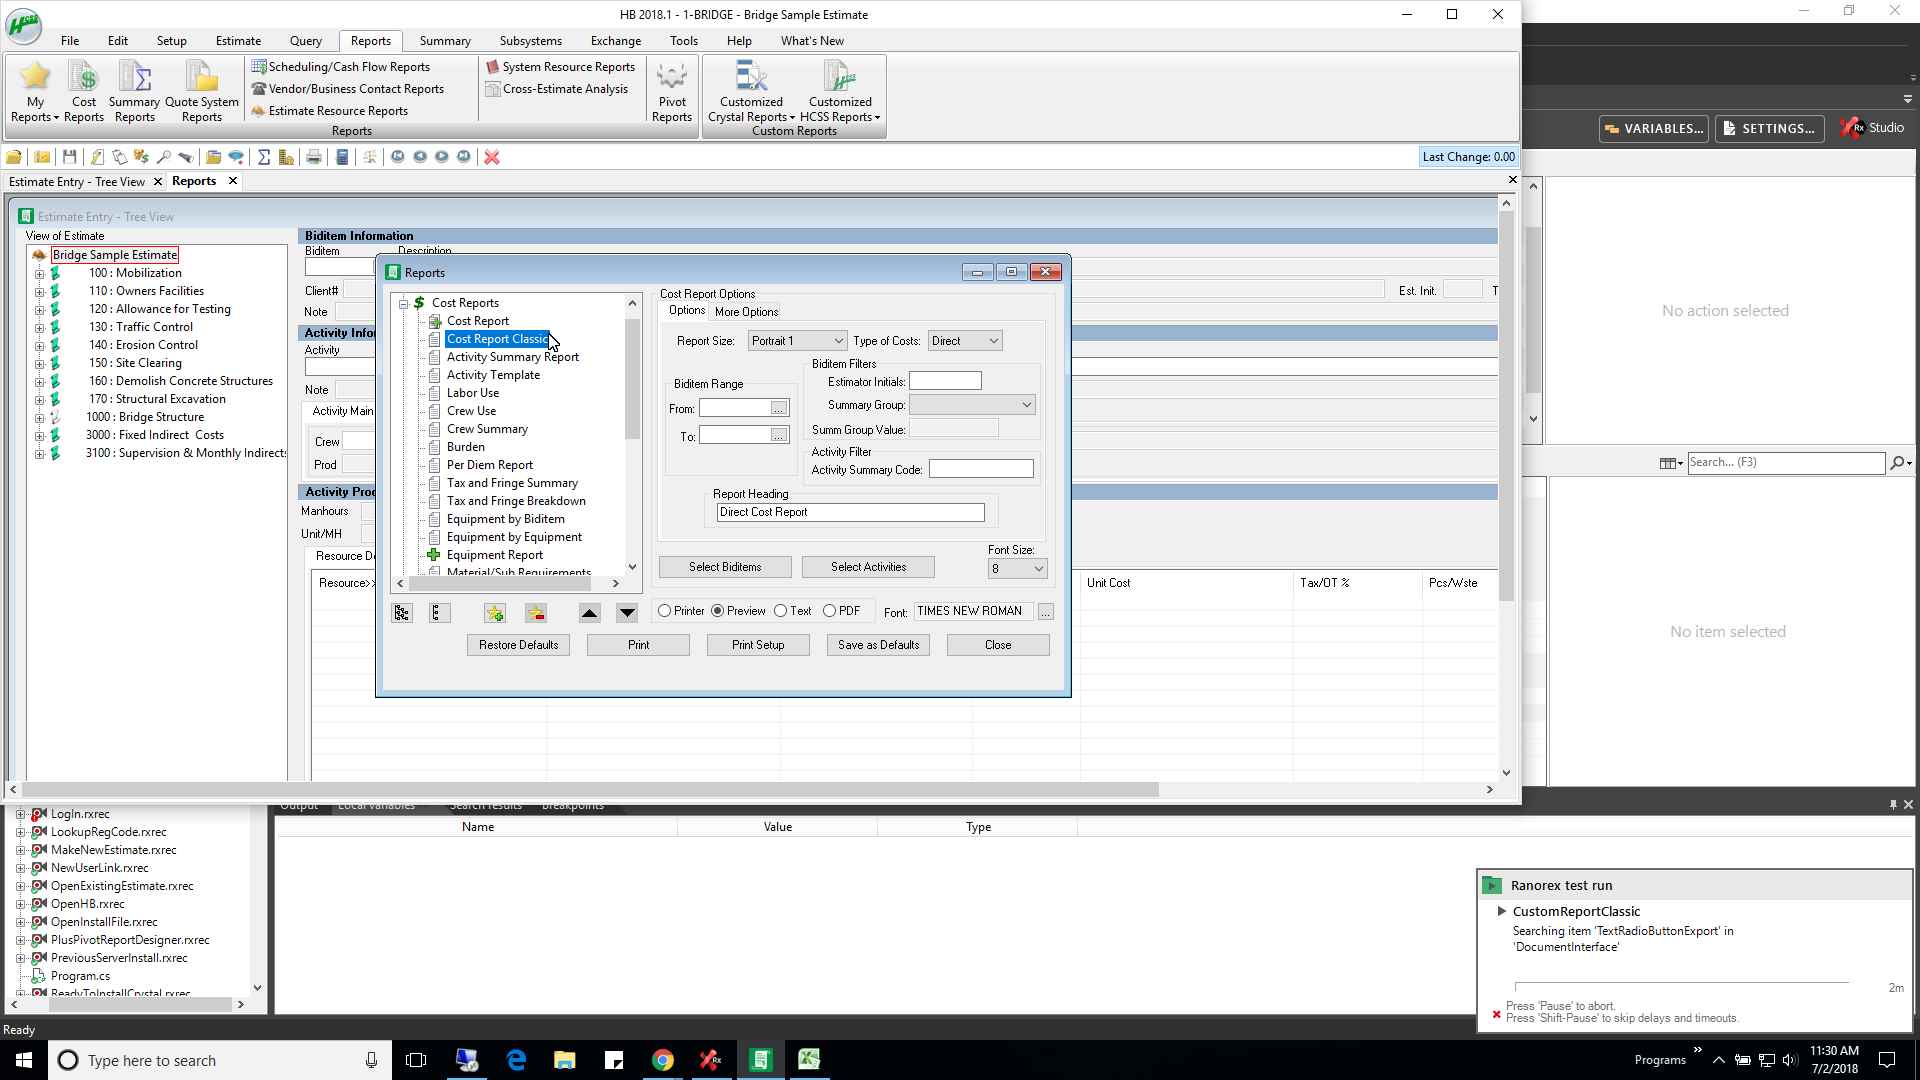 HB 2018.1 - 1-BRIDGE - Bridge Sample Estimate
File Edit Setup Estimate Query Reports Summary Subsystems Exchange Tools Help What's New
My Reports
Cost Reports
Summary Reports
Quote System Reports
Scheduling/Cash Flow Reports
Vendor/Business Contact Reports
Estimate Resource Reports
System Resource Reports
Cross-Estimate Analysis
Pivot Reports
Customized Crystal Reports
Customized HCSS Reports
Reports
Custom Reports
VARIABLES...
SETTINGS...
Studio
Last Change: 0.00
Estimate Entry - Tree View
Reports
Estimate Entry - Tree View
View of Estimate
Bridge Sample Estimate
100 : Mobilization
110 : Owners Facilities
120 : Allowance for Testing
130 : Traffic Control
140 : Erosion Control
150 : Site Clearing
160 : Demolish Concrete Structures
170 : Structural Excavation
1000 : Bridge Structure
3000 : Fixed Indirect Costs
3100 : Supervision & Monthly Indirects
Biditem Information
Biditem
Description
Client#
Est. Init.
Note
Activity
Note
Activity Main
Crew
Prod
Manhours
Unit/MH
Resource>>
Unit Cost
Tax/OT %
Pcs/Wste
Reports
Cost Reports
Cost Report
Cost Report Classic
Activity Summary Report
Activity Template
Labor Use
Crew Use
Crew Summary
Burden
Per Diem Report
Tax and Fringe Summary
Tax and Fringe Breakdown
Equipment by Biditem
Equipment by Equipment
Equipment Report
Material/Sub Requirements
Cost Report Options
Options
More Options
Report Size: Portrait 1
Type of Costs: Direct
Biditem Range
From: ...
To: ...
Biditem Filters
Estimator Initials:
Summary Group:
Summ Group Value:
Activity Filter
Activity Summary Code:
Report Heading
Direct Cost Report
Select Biditems
Select Activities
Font Size:
8
Printer Preview Text PDF
Font: TIMES NEW ROMAN ...
Restore Defaults
Print
Print Setup
Save as Defaults
Close
No action selected
Search... (F3)
No item selected
Output
Local Variables
Search results
Breakpoints
Name
Value
Type
LogIn.rxrec
LookupRegCode.rxrec
MakeNewEstimate.rxrec
NewUserLink.rxrec
OpenExistingEstimate.rxrec
OpenHB.rxrec
OpenInstallFile.rxrec
PlusPivotReportDesigner.rxrec
PreviousServerInstall.rxrec
Program.cs
ReadyToInstallCrystal.rxrec
Ready
Ranorex test run
CustomReportClassic
Searching item 'TextRadioButtonExport' in
'DocumentInterface'
2m
Press 'Pause' to abort.
Press 'Shift-Pause' to skip delays and timeouts.
Type here to search
Programs
11:30 AM
7/2/2018